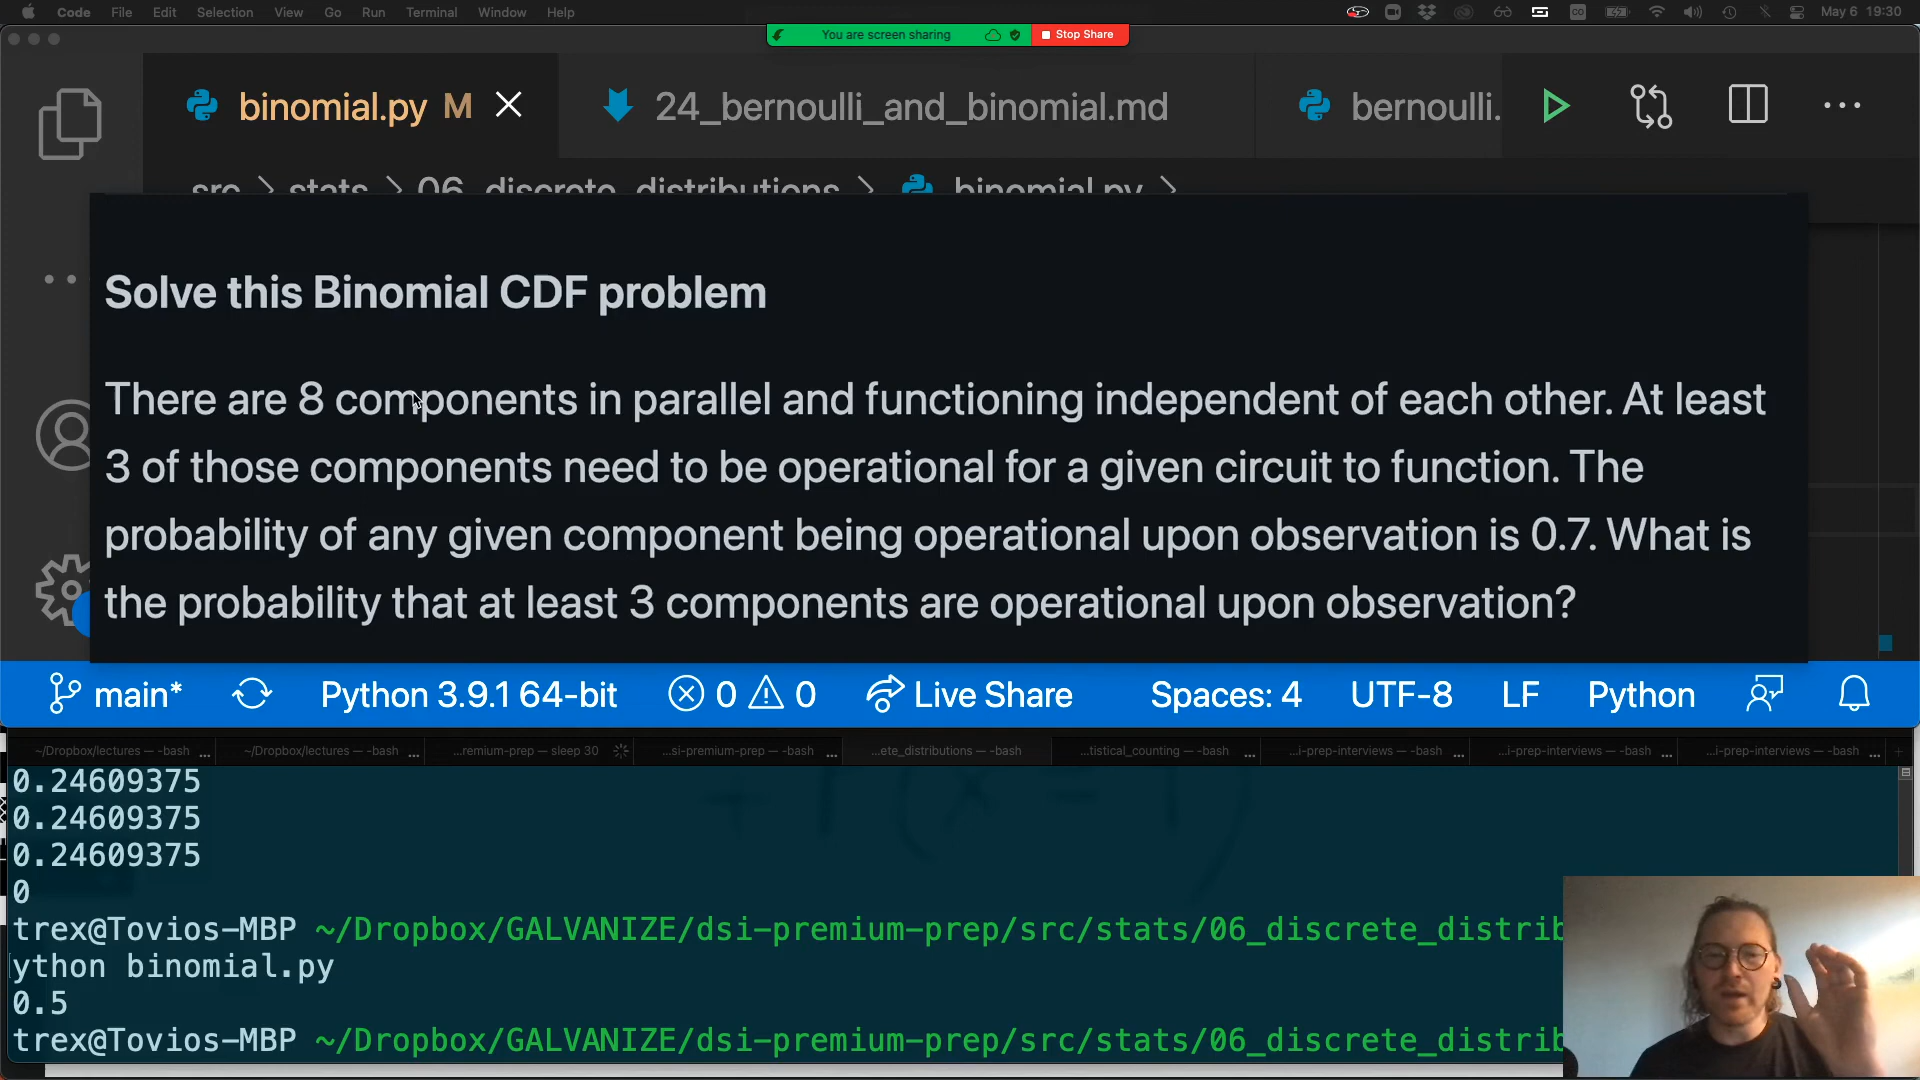 Code File Edit Selection View Go Run Terminal Window Help May 6 19:30
You are screen sharing Stop Share
binomial.py M 24_bernoulli_and_binomial.md bernoulli.
src > stats > 06_discrete_distributions > binomial.py >
Solve this Binomial CDF problem
There are 8 components in parallel and functioning independent of each other. At least
3 of those components need to be operational for a given circuit to function. The
probability of any given component being operational upon observation is 0.7. What is
the probability that at least 3 components are operational upon observation?
main* Python 3.9.1 64-bit 0 0 Live Share Spaces: 4 UTF-8 LF Python
~/Dropbox/lectures — -bash ... ~/Dropbox/lectures — -bash ... ...remium-prep — sleep 30 ...si-premium-prep — -bash ... ...ete_distributions — -bash ...tistical_counting — -bash ... ...i-prep-interviews — -bash ... ...i-prep-interviews — -bash ... ...i-prep-interviews — -bash ...
0.24609375
0.24609375
0.24609375
0
trex@Tovios-MBP ~/Dropbox/GALVANIZE/dsi-premium-prep/src/stats/06_discrete_distrib
ython binomial.py
0.5
trex@Tovios-MBP ~/Dropbox/GALVANIZE/dsi-premium-prep/src/stats/06_discrete_distrib